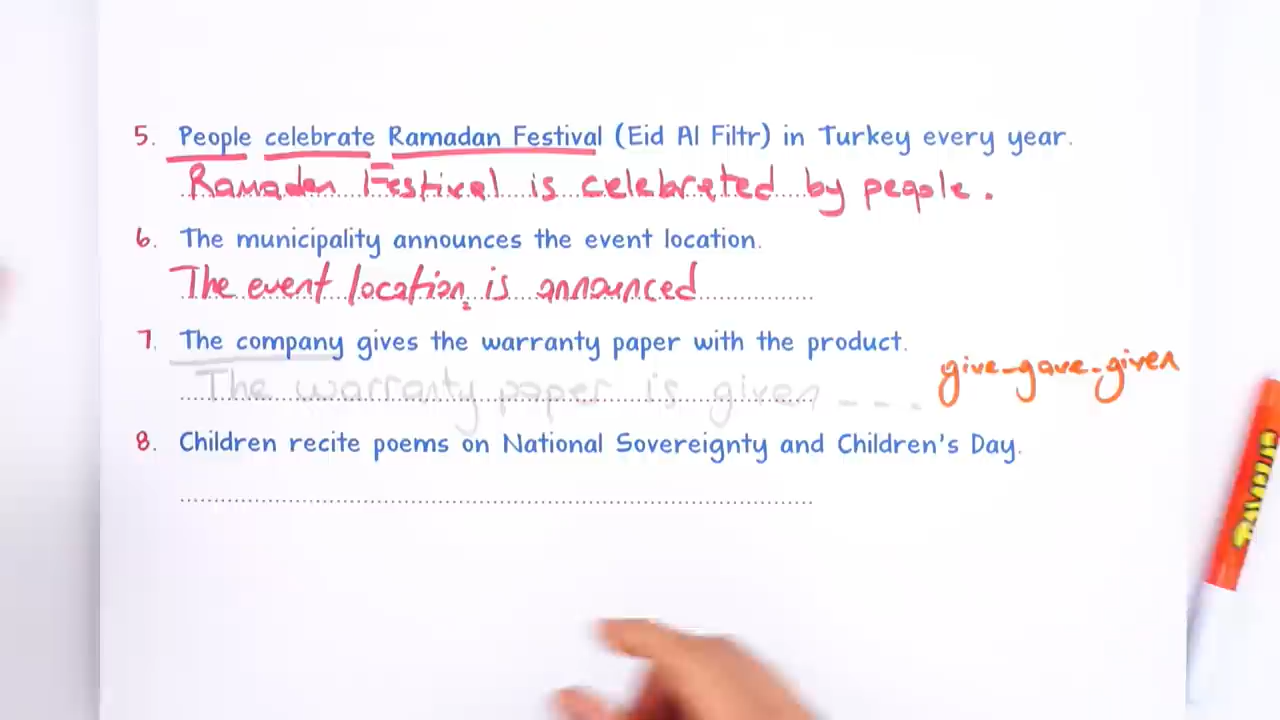 5. People celebrate Ramadan Festival (Eid Al Filtr) in Turkey every year.
Ramadan Festival is celebrated by people.
6. The municipality announces the event location.
The event location is announced
7. The company gives the warranty paper with the product.
give-gave-given
The warranty paper is given ---.
8. Children recite poems on National Sovereignty and Children's Day.